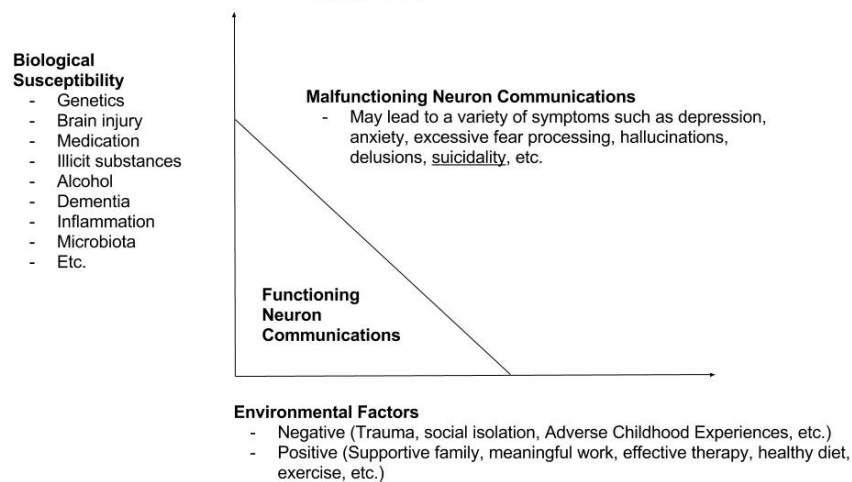 Biological
Susceptibility
- Genetics
- Brain injury
- Medication
- Illicit substances
- Alcohol
- Dementia
- Inflammation
- Microbiota
- Etc.
Malfunctioning Neuron Communications
- May lead to a variety of symptoms such as depression,
anxiety, excessive fear processing, hallucinations,
delusions, suicidality, etc.
Functioning
Neuron
Communications
Environmental Factors
- Negative (Trauma, social isolation, Adverse Childhood Experiences, etc.)
- Positive (Supportive family, meaningful work, effective therapy, healthy diet,
exercise, etc.)